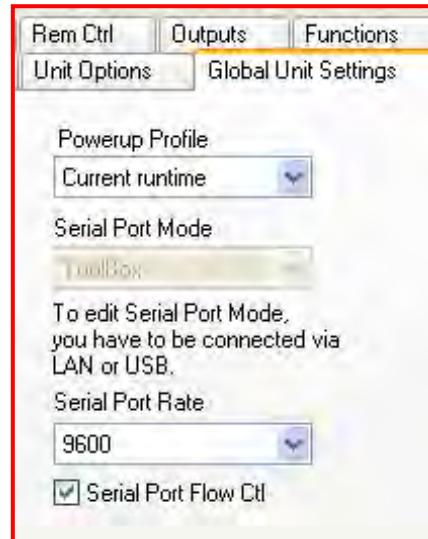 Rem Ctrl Outputs Functions
Unit Options Global Unit Settings
Powerup Profile
Current runtime
Serial Port Mode
ToolBox
To edit Serial Port Mode,
you have to be connected via
LAN or USB.
Serial Port Rate
9600
Serial Port Flow Ctl